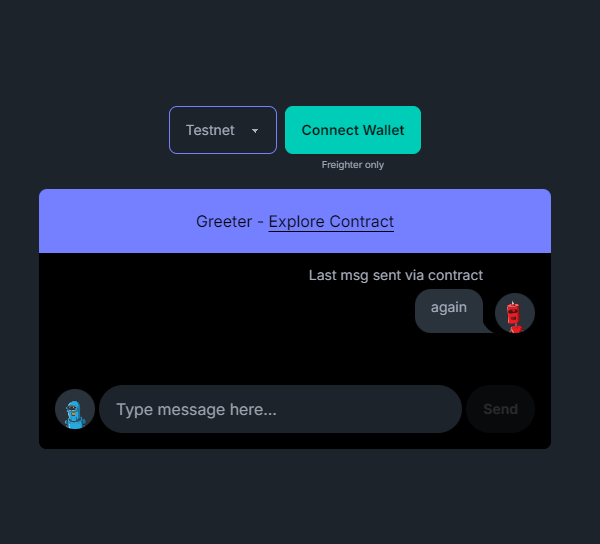 Testnet
Connect Wallet
Freighter only
Greeter - Explore Contract
Last msg sent via contract
again
Type message here...
Send